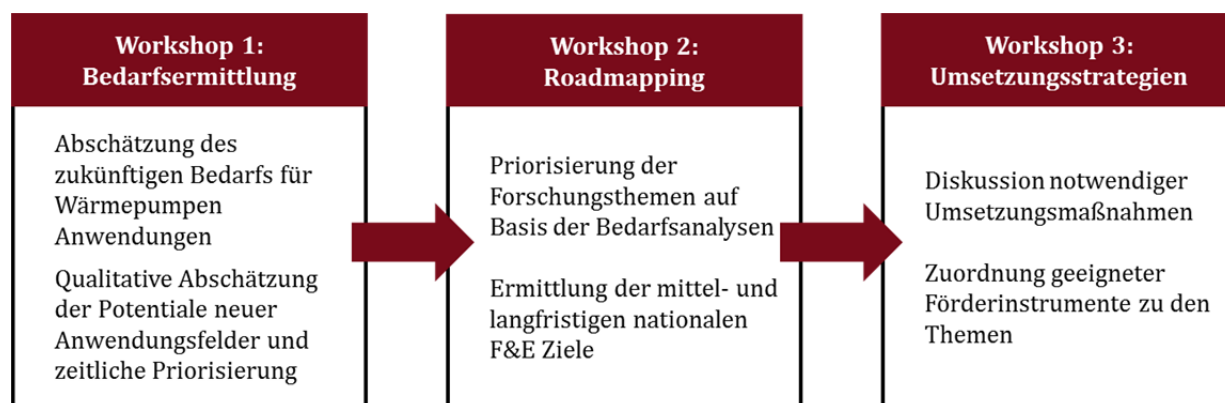 Workshop 1:
Bedarfsermittlung
Abschätzung des
zukünftigen Bedarfs für
Wärmepumpen
Anwendungen
Qualitative Abschätzung
der Potentiale neuer
Anwendungsfelder und
zeitliche Priorisierung
Workshop 2:
Roadmapping
Priorisierung der
Forschungsthemen auf
Basis der Bedarfsanalysen
Ermittlung der mittel- und
langfristigen nationalen
F&E Ziele
Workshop 3:
Umsetzungsstrategien
Diskussion notwendiger
Umsetzungsmaßnahmen
Zuordnung geeigneter
Förderinstrumente zu den
Themen